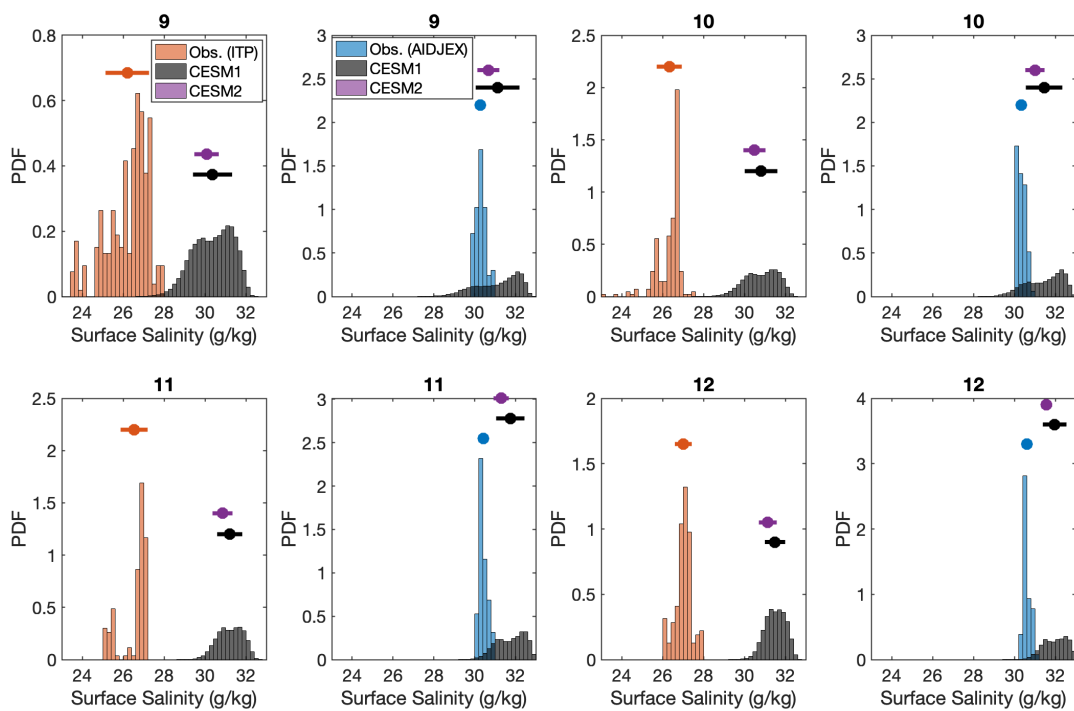 9
0.8
0.6
0.4
0.2
0
PDF
24 26 28 30 32
Surface Salinity (g/kg)
Obs. (ITP)
CESM1
CESM2
9
3
2.5
2
1.5
1
0.5
0
PDF
24 26 28 30 32
Surface Salinity (g/kg)
Obs. (AIDJEX)
CESM1
CESM2
10
2.5
2
1.5
1
0.5
0
PDF
24 26 28 30 32
Surface Salinity (g/kg)
10
3
2.5
2
1.5
1
0.5
0
PDF
24 26 28 30 32
Surface Salinity (g/kg)
11
2.5
2
1.5
1
0.5
0
PDF
24 26 28 30 32
Surface Salinity (g/kg)
11
3
2.5
2
1.5
1
0.5
0
PDF
24 26 28 30 32
Surface Salinity (g/kg)
12
2
1.5
1
0.5
0
PDF
24 26 28 30 32
Surface Salinity (g/kg)
12
4
3
2
1
0
PDF
24 26 28 30 32
Surface Salinity (g/kg)